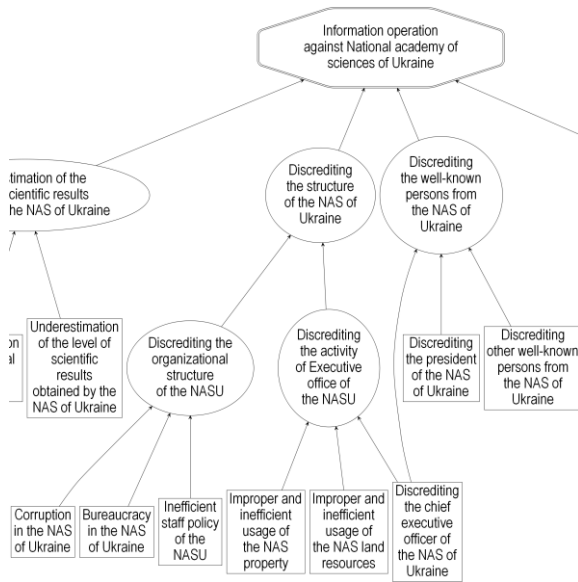 Information operation
against National academy of
sciences of Ukraine
scientific results
the NAS of Ukraine
Discrediting
the structure
of the NAS of
Ukraine
Discrediting
the well-known
persons from
the NAS of
Ukraine
Underestimation
of the level of
scientific
results
obtained by the
NAS of Ukraine
Discrediting the
organizational
structure
of the NASU
Discrediting
the activity
of Executive
office of
the NASU
Discrediting
the president
of the NAS
of Ukraine
Discrediting
other well-known
persons from
the NAS of
Ukraine
Corruption
in the NAS
of Ukraine
Bureaucracy
in the NAS
of Ukraine
Inefficient
staff policy
of the
NASU
Improper and
inefficient
usage of
the NAS
property
Improper and
inefficient
usage of
the NAS land
resources
Discrediting
the chief
executive
officer of
the NAS of
Ukraine